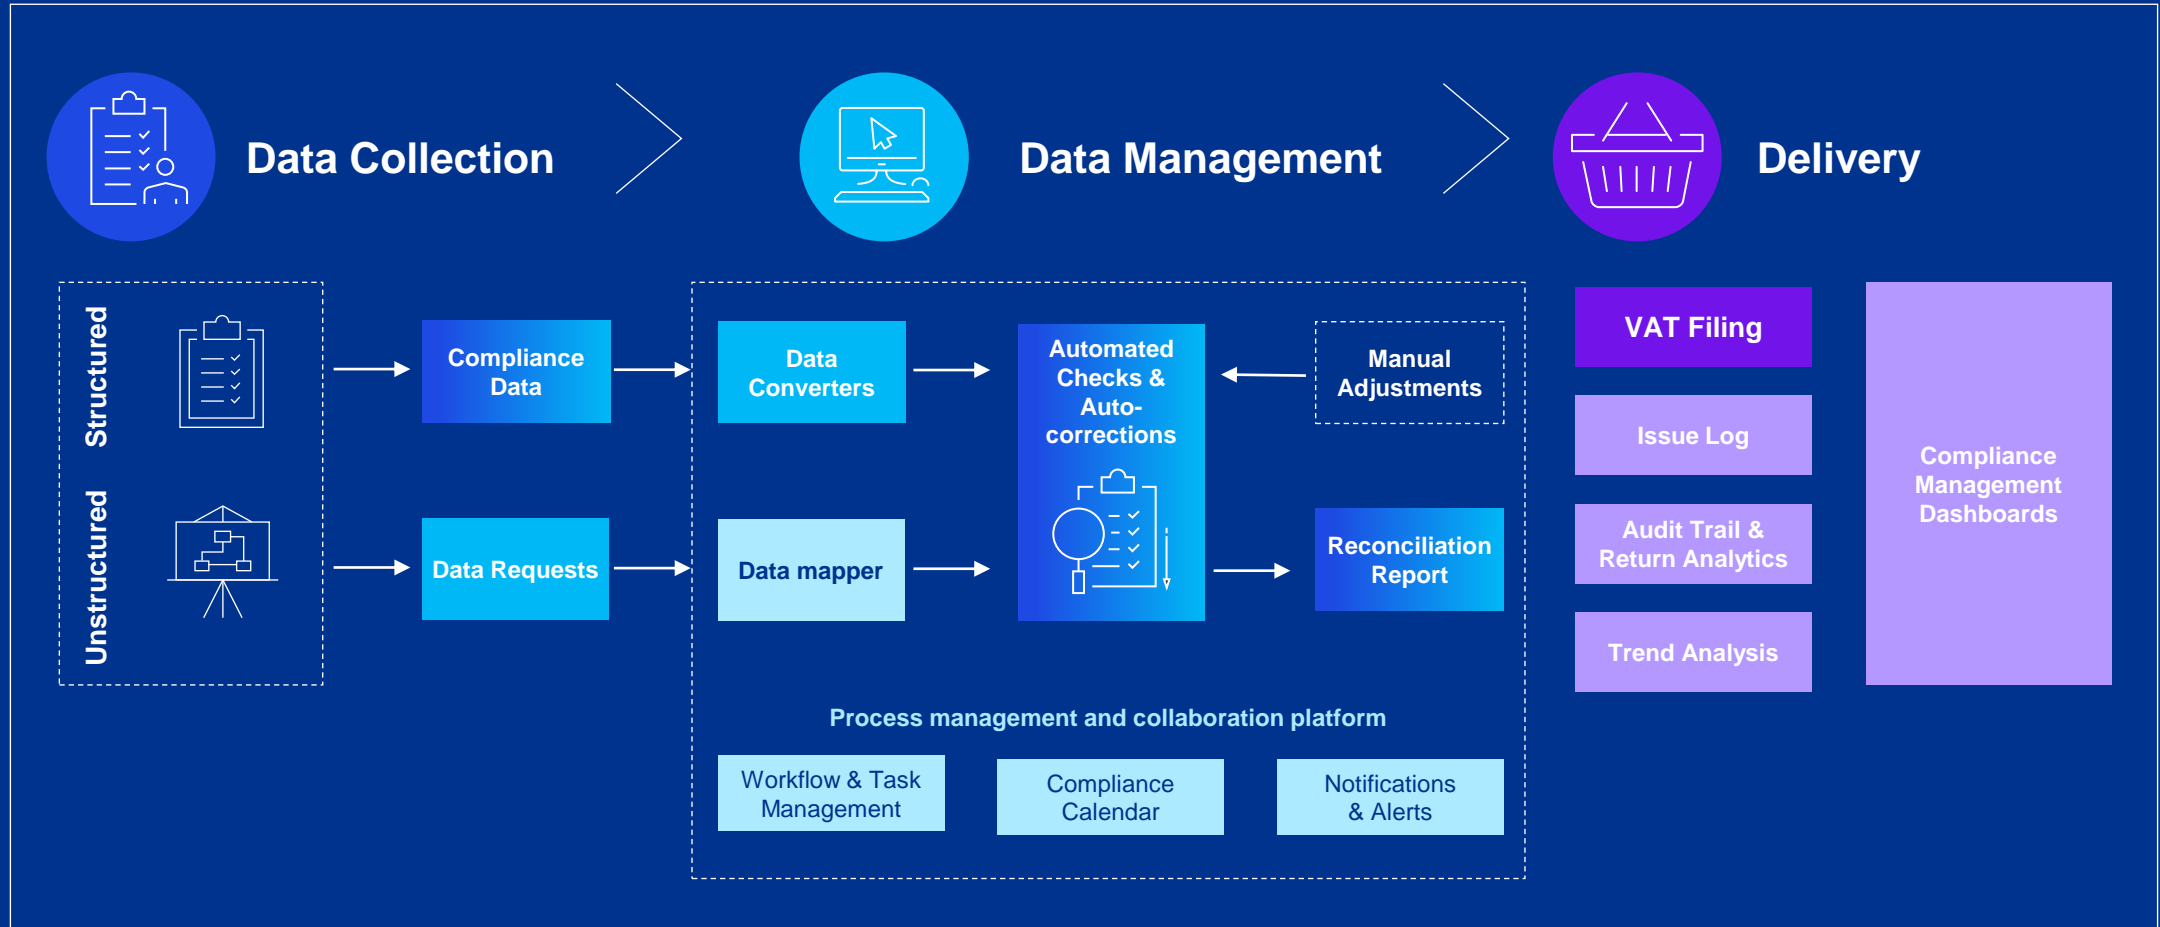 Data Collection
Data Management
Delivery
Structured
Unstructured
Compliance
Data
Data Requests
Data
Converters
Data mapper
Automated
Checks &
Auto-
corrections
Manual
Adjustments
Reconciliation
Report
Process management and collaboration platform
Workflow & Task
Management
Compliance
Calendar
Notifications
& Alerts
VAT Filing
Issue Log
Audit Trail &
Return Analytics
Trend Analysis
Compliance
Management
Dashboards